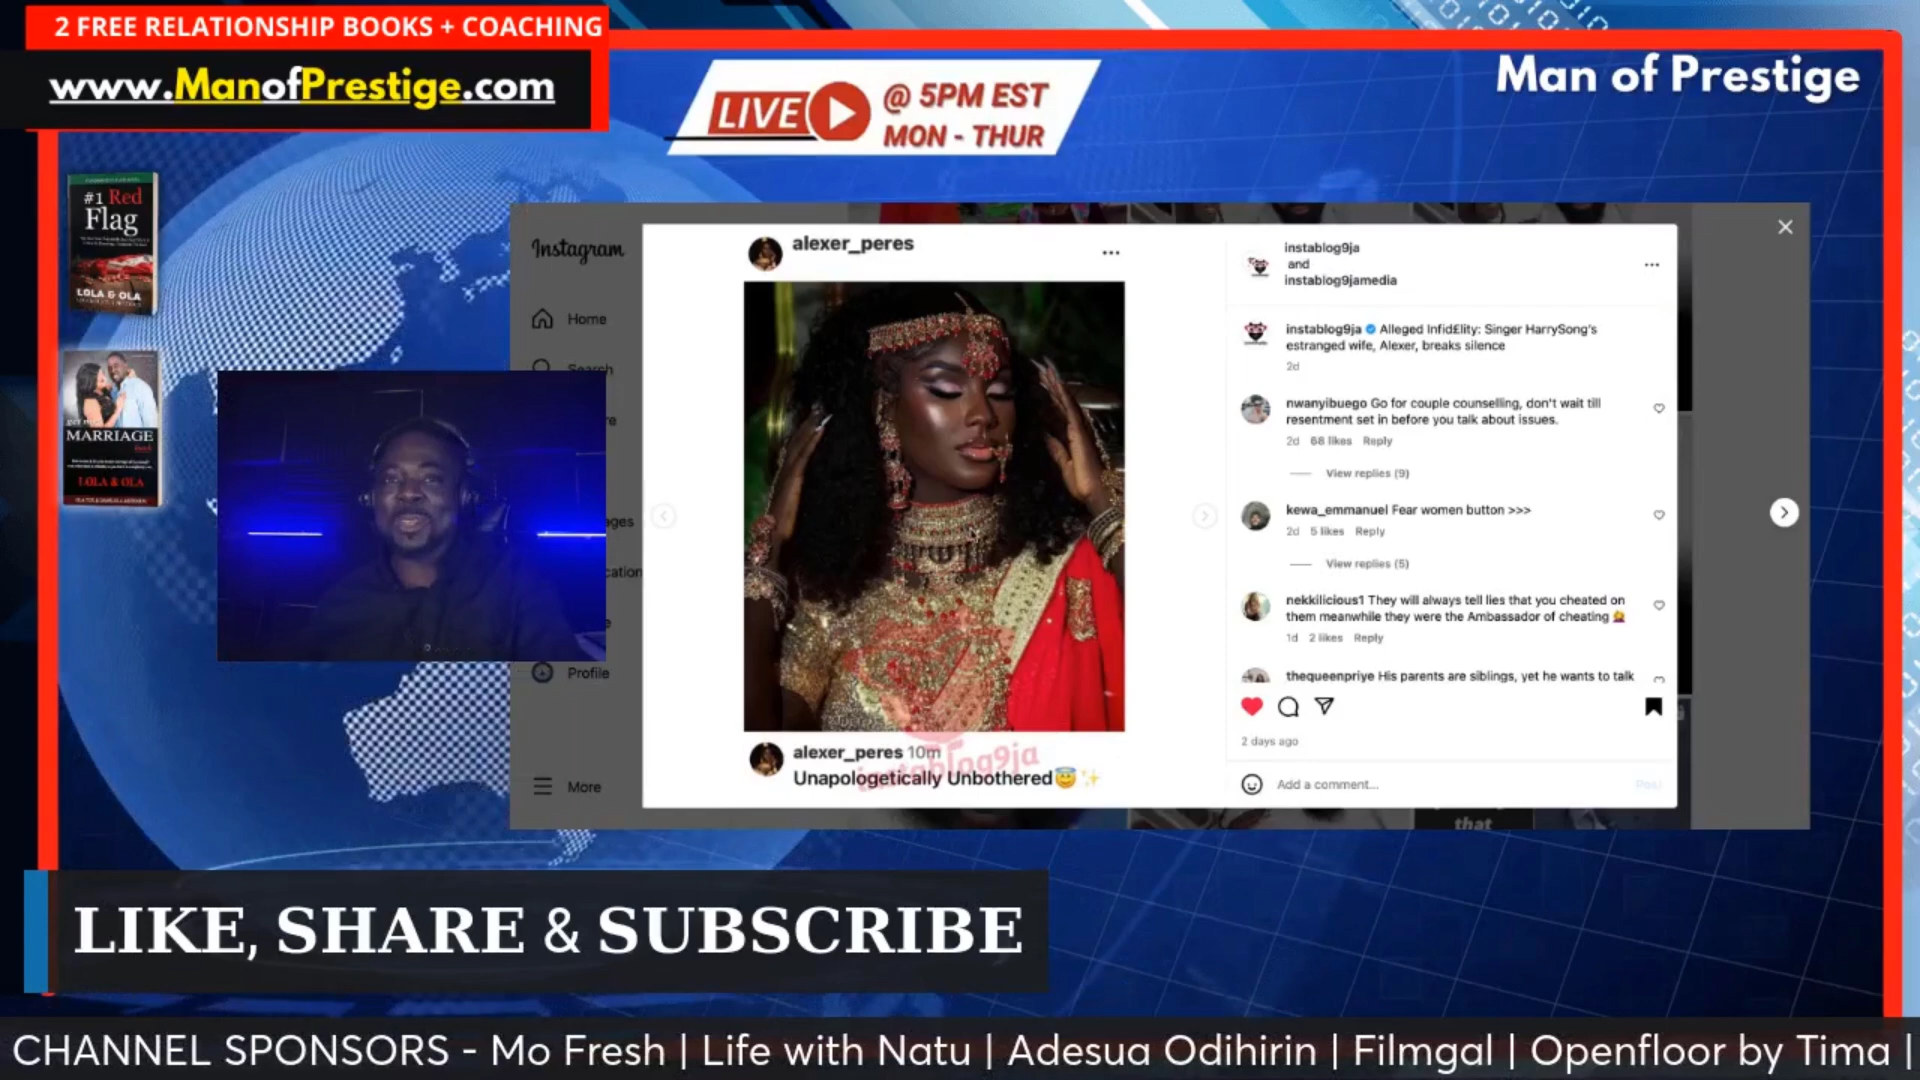 2 FREE RELATIONSHIP BOOKS + COACHING
www.ManofPrestige.com
LIVE @ 5PM EST
MON - THUR
Man of Prestige
#1 Red
Flag
LOLA & OLA
MARRIAGE
LOLA & OLA
Instagram
Home
Search
Profile
More
alexer_peres
alexer_peres 10m
Unapologetically Unbothered😇✨
instablog9ja
instablog9ja
and
instablog9jamedia
instablog9ja Alleged Infid£lity: Singer HarrySong's
estranged wife, Alexer, breaks silence
2d
nwanyibuego Go for couple counselling, don't wait till
resentment set in before you talk about issues.
2d 68 likes Reply
View replies (9)
kewa_emmanuel Fear women button >>>
2d 5 likes Reply
View replies (5)
nekkilicious1 They will always tell lies that you cheated on
them meanwhile they were the Ambassador of cheating
1d 2 likes Reply
thequeenpriye His parents are siblings, yet he wants to talk
2 days ago
Add a comment...
Post
that
LIKE, SHARE & SUBSCRIBE
CHANNEL SPONSORS - Mo Fresh | Life with Natu | Adesua Odihirin | Filmgal | Openfloor by Tima |